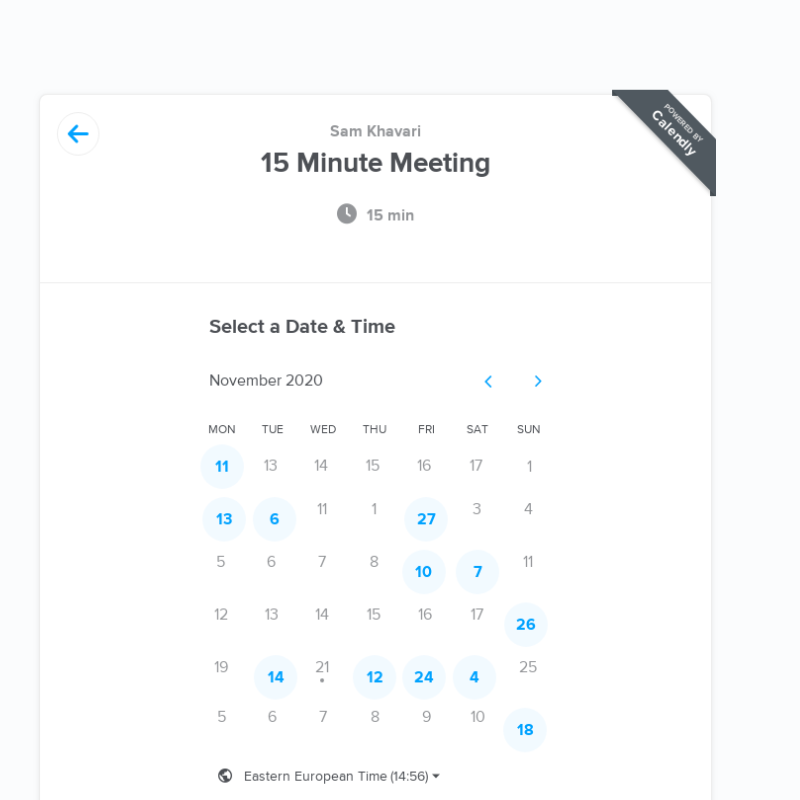 POWERED BY
Calendly
Sam Khavari
15 Minute Meeting
15 min
Select a Date & Time
November 2020
MON TUE WED THU FRI SAT SUN
11 13 14 15 16 17 1
13 6 11 1 27 3 4
5 6 7 8 10 7 11
12 13 14 15 16 17 26
19 14 21 12 24 4 25
5 6 7 8 9 10 18
Eastern European Time (14:56)